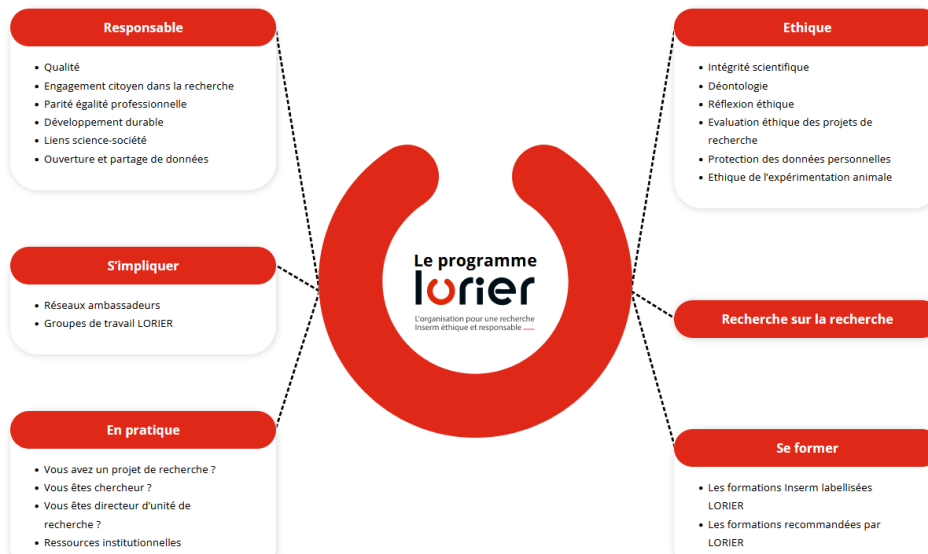 Responsable
• Qualité
• Engagement citoyen dans la recherche
• Parité égalité professionnelle
• Développement durable
• Liens science-société
• Ouverture et partage de données
S'impliquer
• Réseaux ambassadeurs
• Groupes de travail LORIER
En pratique
• Vous avez un projet de recherche ?
• Vous êtes chercheur ?
• Vous êtes directeur d'unité de
recherche ?
• Ressources institutionnelles
Le programme
lorier
L'organisation pour une recherche
Inserm éthique et responsable
Ethique
• Intégrité scientifique
• Déontologie
• Réflexion éthique
• Evaluation éthique des projets de
recherche
• Protection des données personnelles
• Ethique de l'expérimentation animale
Recherche sur la recherche
Se former
• Les formations Inserm labellisées
LORIER
• Les formations recommandées par
LORIER